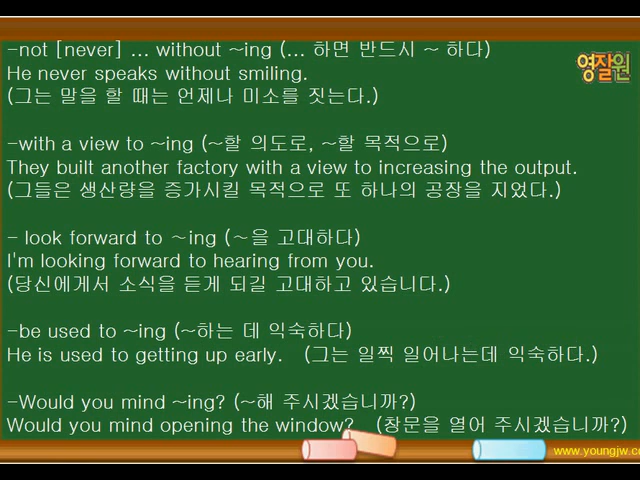 -not [never] ... without ~ing (... 하면 반드시 ~ 하다)
He never speaks without smiling.
(그는 말을 할 때는 언제나 미소를 짓는다.)
영잘원
-with a view to ~ing (~할 의도로, ~할 목적으로)
They built another factory with a view to increasing the output.
(그들은 생산량을 증가시킬 목적으로 또 하나의 공장을 지었다.)
- look forward to ~ing (~을 고대하다)
I'm looking forward to hearing from you.
(당신에게서 소식을 듣게 되길 고대하고 있습니다.)
-be used to ~ing (~하는 데 익숙하다)
He is used to getting up early. (그는 일찍 일어나는데 익숙하다.)
-Would you mind ~ing? (~해 주시겠습니까?)
Would you mind opening the window? (창문을 열어 주시겠습니까?)
www.youngjw.co